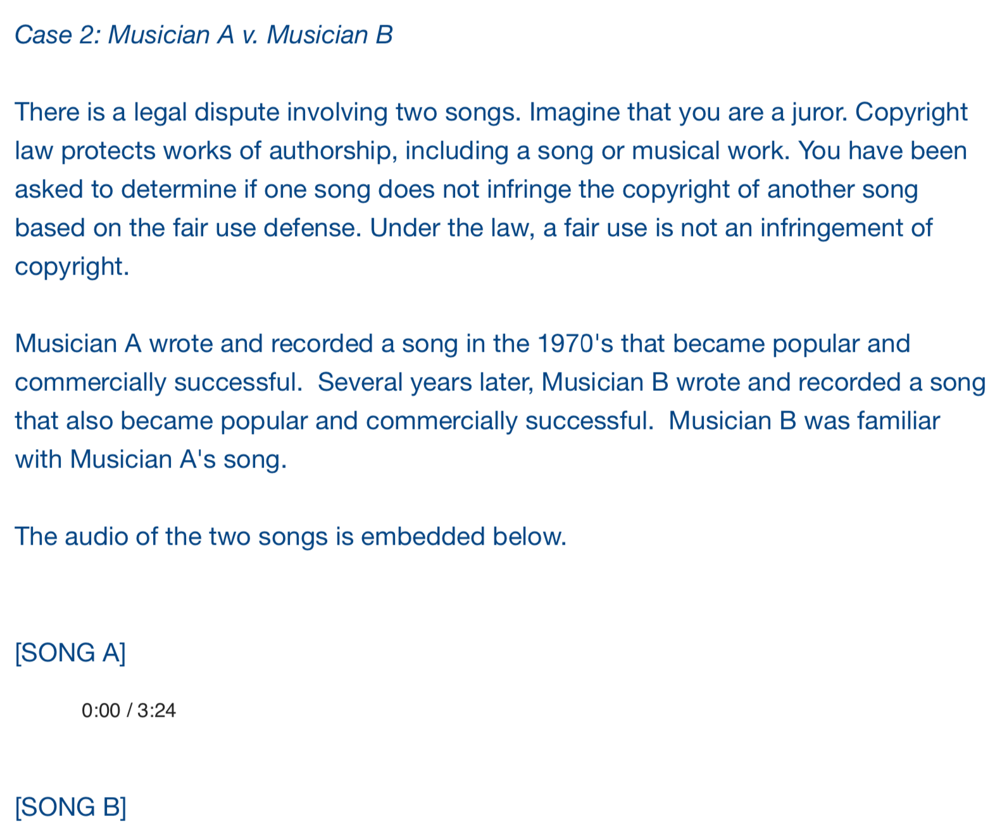 Case 2: Musician A v. Musician B
There is a legal dispute involving two songs. Imagine that you are a juror. Copyright
law protects works of authorship, including a song or musical work. You have been
asked to determine if one song does not infringe the copyright of another song
based on the fair use defense. Under the law, a fair use is not an infringement of
copyright.
Musician A wrote and recorded a song in the 1970's that became popular and
commercially successful.  Several years later, Musician B wrote and recorded a song
that also became popular and commercially successful.  Musician B was familiar
with Musician A's song.
The audio of the two songs is embedded below.
[SONG A]
0:00 / 3:24
[SONG B]